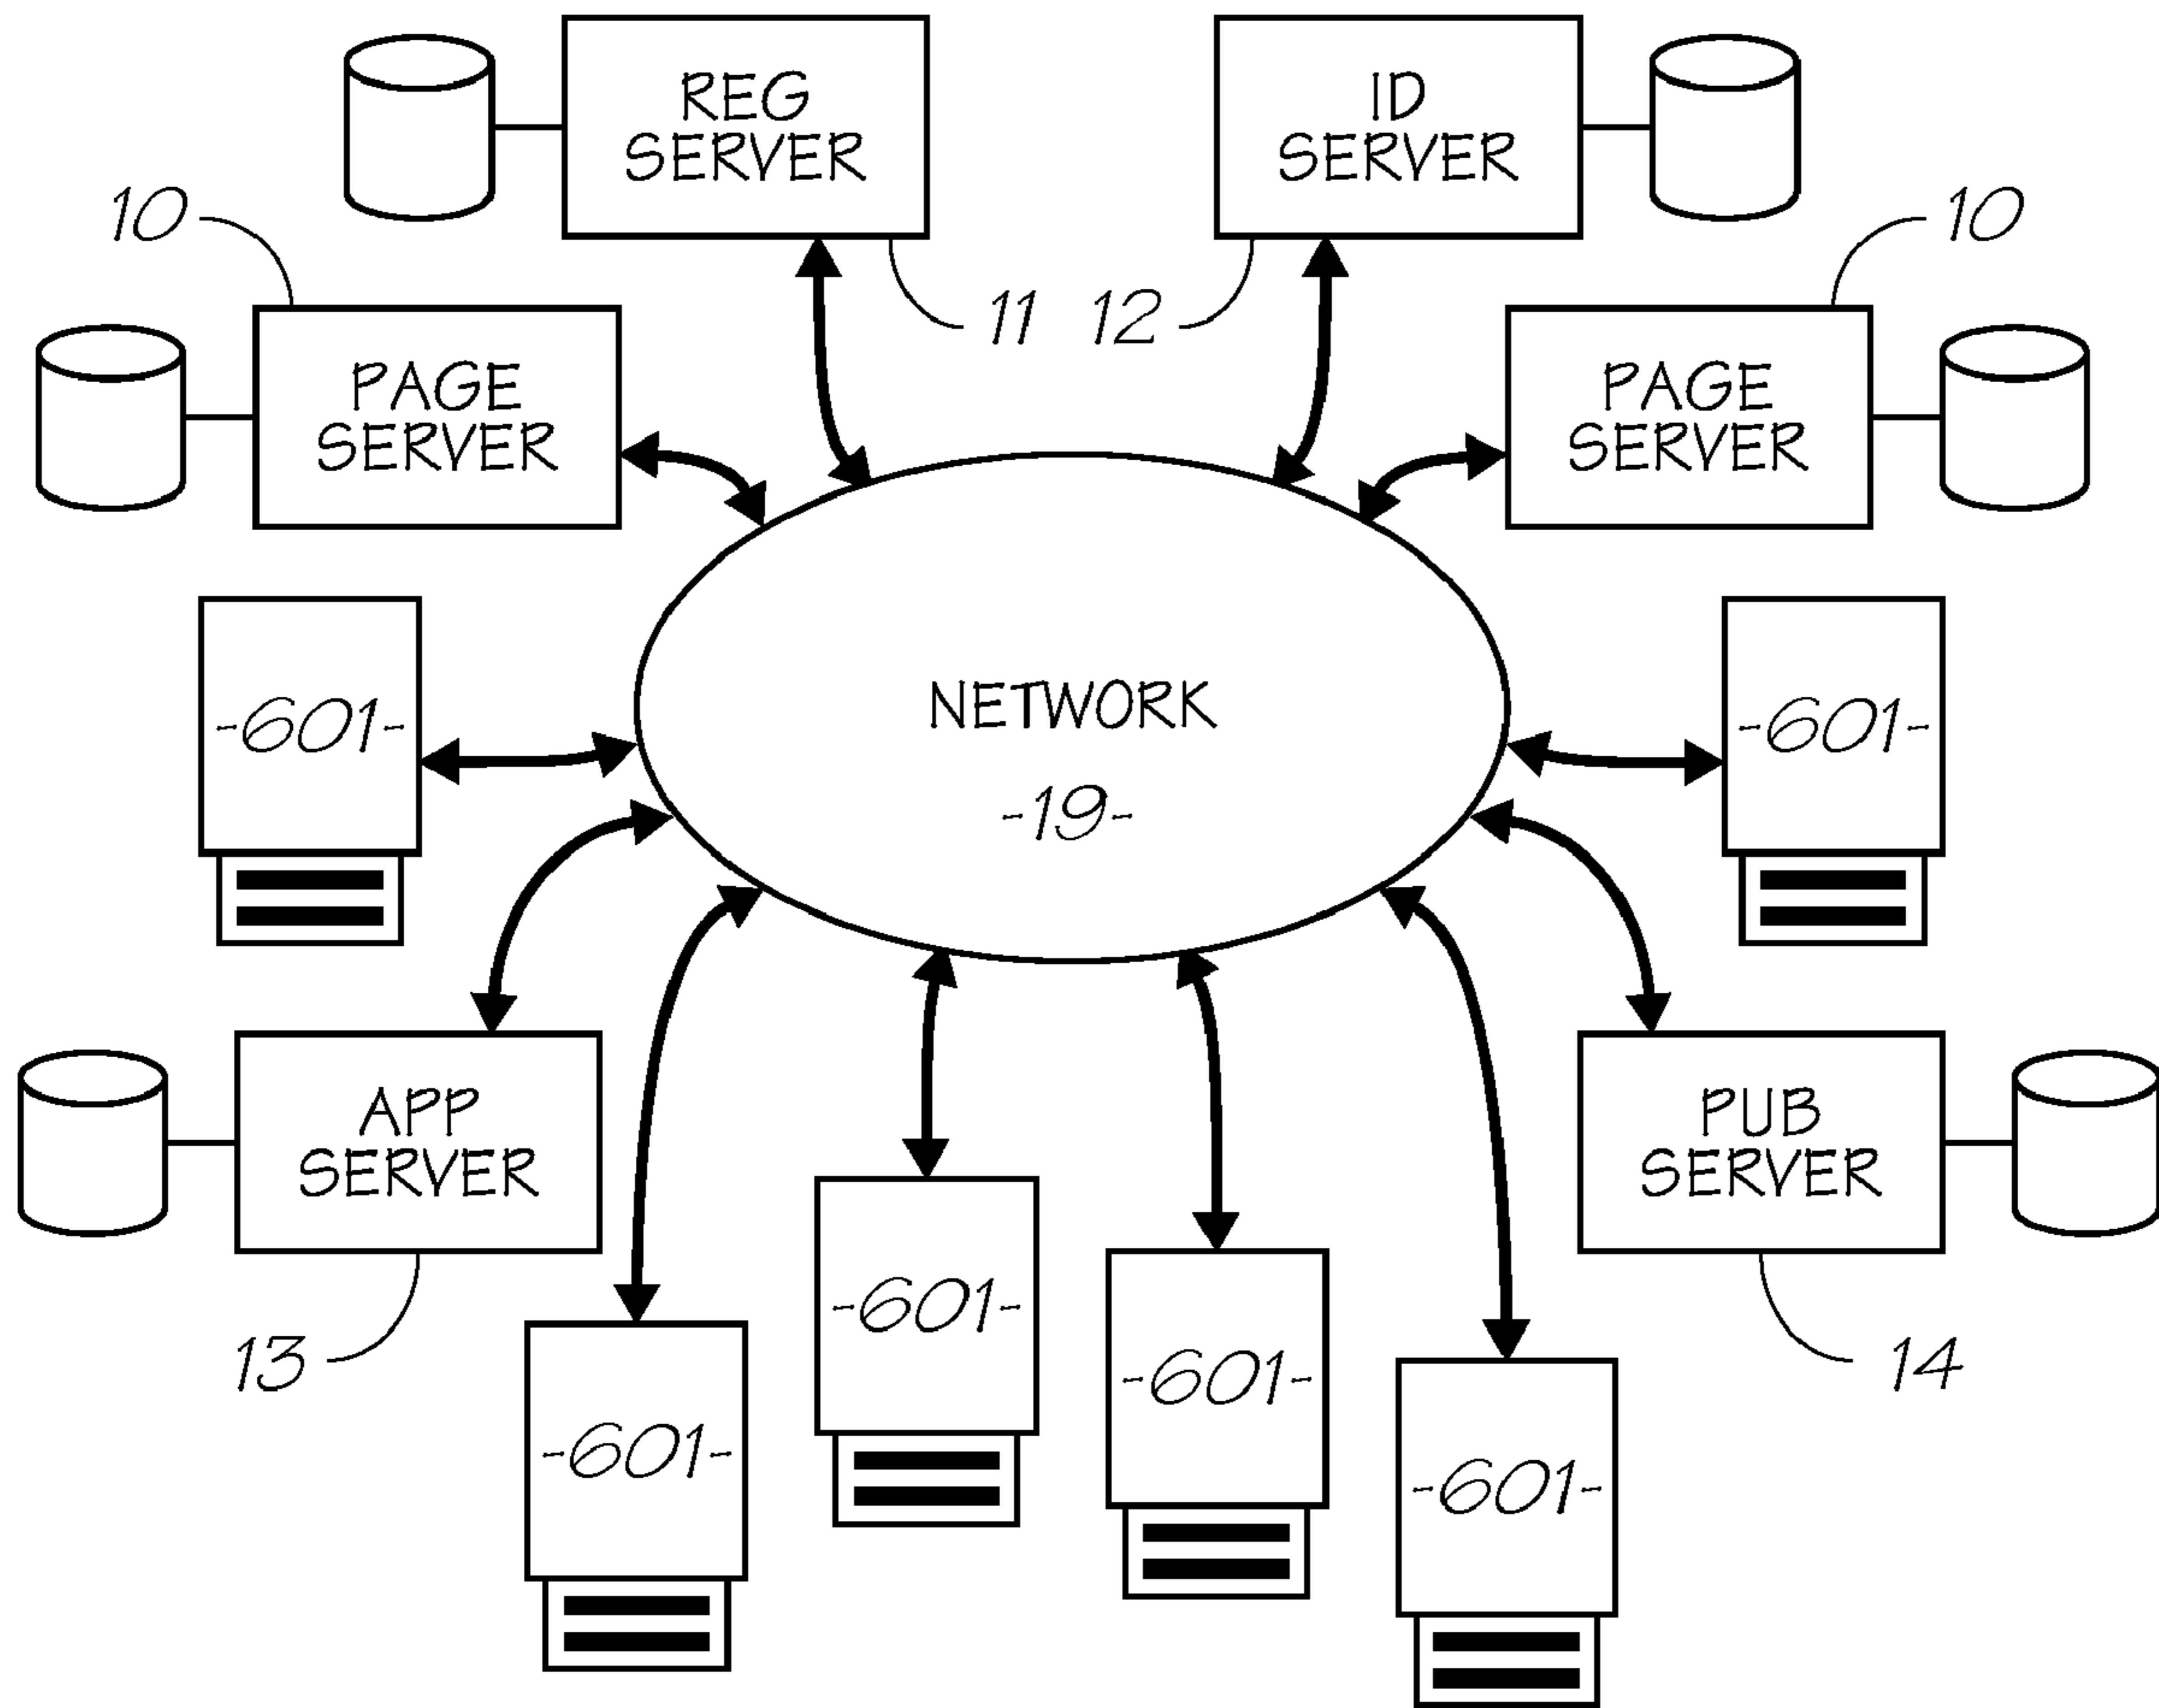 REG
SERVER
ID
SERVER
10
10
11
12
PAGE
SERVER
PAGE
SERVER
-601-
NETWORK
-19-
-601-
APP
SERVER
PUB
SERVER
13
-601-
-601-
-601-
-601-
14